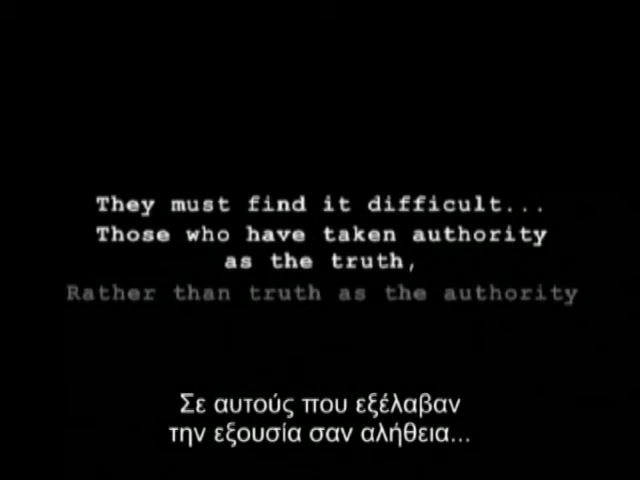 They must find it difficult...
Those who have taken authority
as the truth,
Rather than truth as the authority
Σε αυτούς που εξέλαβαν
την εξουσία σαν αλήθεια...